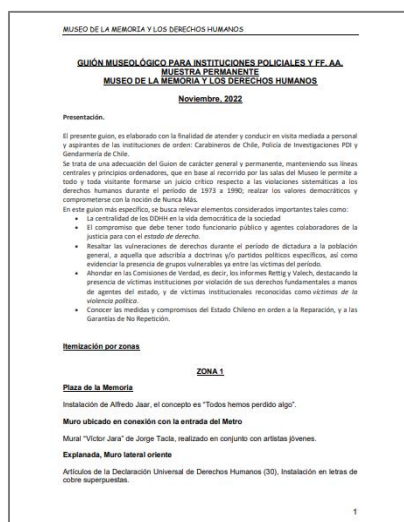 MUSEO DE LA MEMORIA Y LOS DERECHOS HUMANOS
GUIÓN MUSEOLÓGICO PARA INSTITUCIONES POLICIALES Y FF. AA.
MUESTRA PERMANENTE
MUSEO DE LA MEMORIA Y LOS DERECHOS HUMANOS
Noviembre, 2022
Presentación.
El presente guion, es elaborado con la finalidad de atender y conducir en visita mediada a personal
y aspirantes de las instituciones de orden: Carabineros de Chile, Policía de Investigaciones PDI y
Gendarmería de Chile.
Se trata de una adecuación del Guion de carácter general y permanente, manteniendo sus líneas
centrales y principios ordenadores, que en base al recorrido por las salas del Museo le permite a
todo y toda visitante formarse un juicio crítico respecto a las violaciones sistemáticas a los
derechos humanos durante el periodo de 1973 a 1990; realzar los valores democráticos y
comprometerse con la noción de Nunca Más.
En este guion más específico, se busca relevar elementos considerados importantes tales como:
• La centralidad de los DDHH en la vida democrática de la sociedad
• El compromiso que debe tener todo funcionario público y agentes colaboradores de la
justicia para con el estado de derecho.
• Resaltar las vulneraciones de derechos durante el periodo de dictadura a la población
general, a aquella que adscribía a doctrinas y/o partidos políticos específicos, así como
evidenciar la presencia de grupos vulnerables ya entre las víctimas del período.
• Ahondar en las Comisiones de Verdad, es decir, los informes Rettig y Valech, destacando la
presencia de víctimas instituciones por violación de sus derechos fundamentales a manos
de agentes del estado, y de víctimas institucionales reconocidas como víctimas de la
violencia política.
• Conocer las medidas y compromisos del Estado Chileno en orden a la Reparación, y a las
Garantías de No Repetición.
Itemización por zonas
ZONA 1
Plaza de la Memoria
Instalación de Alfredo Jaar, el concepto es “Todos hemos perdido algo”.
Muro ubicado en conexión con la entrada del Metro
Mural “Víctor Jara” de Jorge Tacla, realizado en conjunto con artistas jóvenes.
Explanada, Muro lateral oriente
Artículos de la Declaración Universal de Derechos Humanos (30), Instalación en letras de
cobre superpuestas.
1